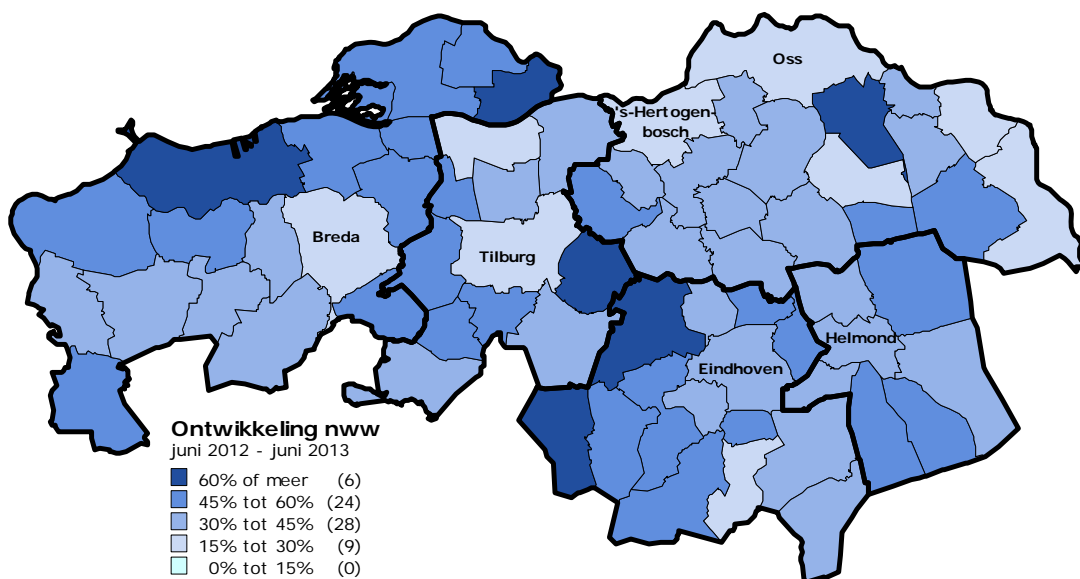 Oss
's-Hertogen-
bosch
Breda
Tilburg
Helmond
Eindhoven
Ontwikkeling nww
juni 2012 - juni 2013
60% of meer (6)
45% tot 60% (24)
30% tot 45% (28)
15% tot 30% (9)
0% tot 15% (0)